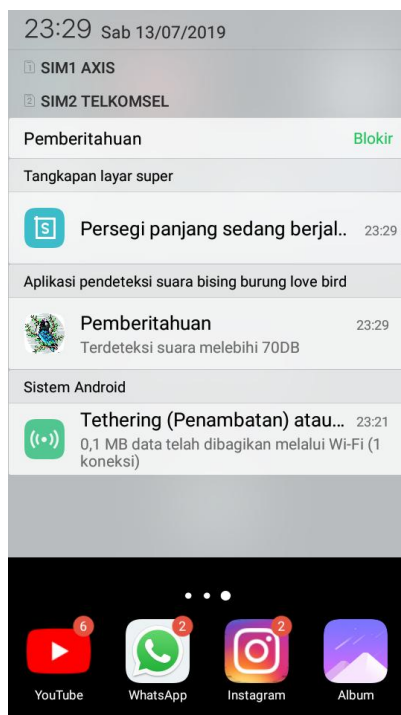 23:29 Sab 13/07/2019
1 SIM1 AXIS
2 SIM2 TELKOMSEL
Pemberitahuan Blokir
Tangkapan layar super
S Persegi panjang sedang berjal.. 23:29
Aplikasi pendeteksi suara bising burung love bird
Pemberitahuan 23:29
Terdeteksi suara melebihi 70DB
Sistem Android
Tethering (Penambatan) atau... 23:21
0,1 MB data telah dibagikan melalui Wi-Fi (1
koneksi)
6 2 2
YouTube WhatsApp Instagram Album